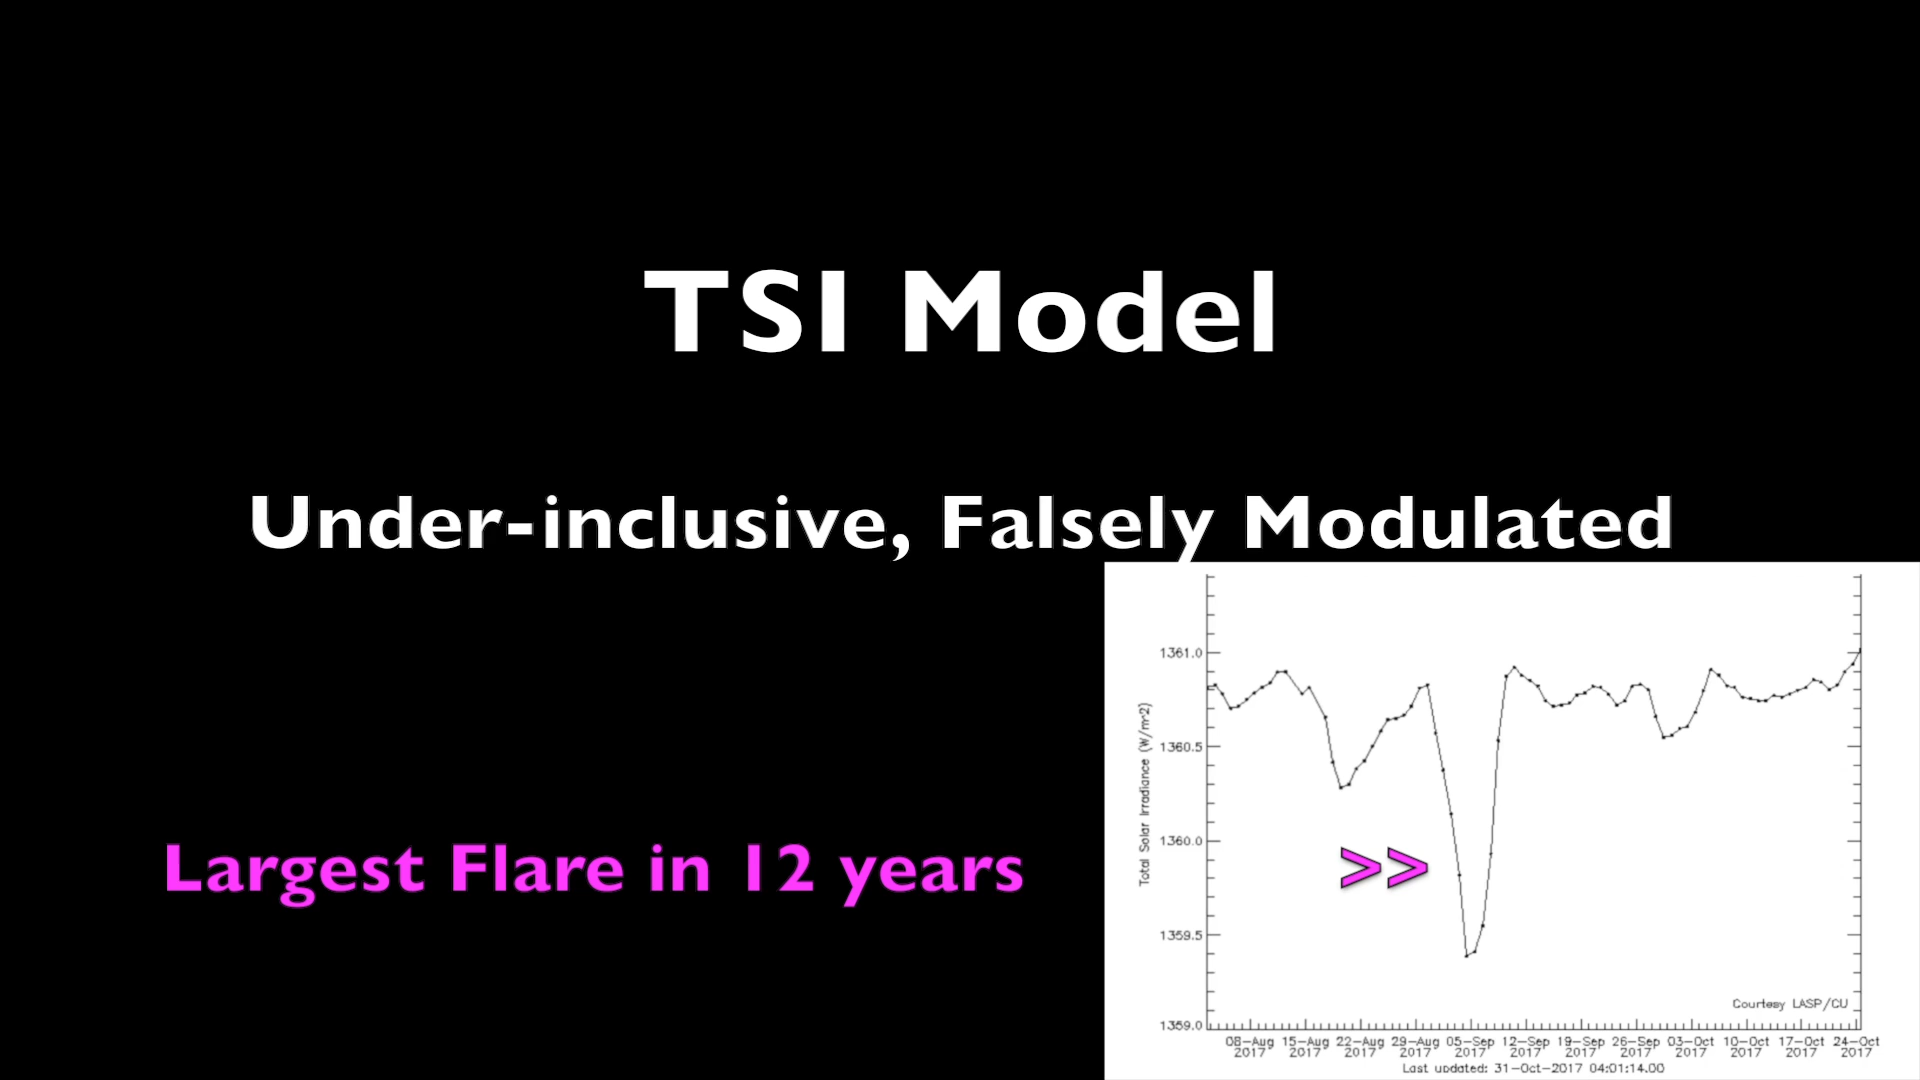 TSI Model
Under-inclusive, Falsely Modulated
Largest Flare in 12 years
>>
Total Solar Irradiance (W/m^2)
1361.0
1360.5
1360.0
1359.5
1359.0
Courtesy LASP/CU
08-Aug 15-Aug 22-Aug 29-Aug 05-Sep 12-Sep 19-Sep 26-Sep 03-Oct 10-Oct 17-Oct 24-Oct
2017 2017 2017 2017 2017 2017 2017 2017 2017 2017 2017 2017
Last updated: 31-Oct-2017 04:01:14.00